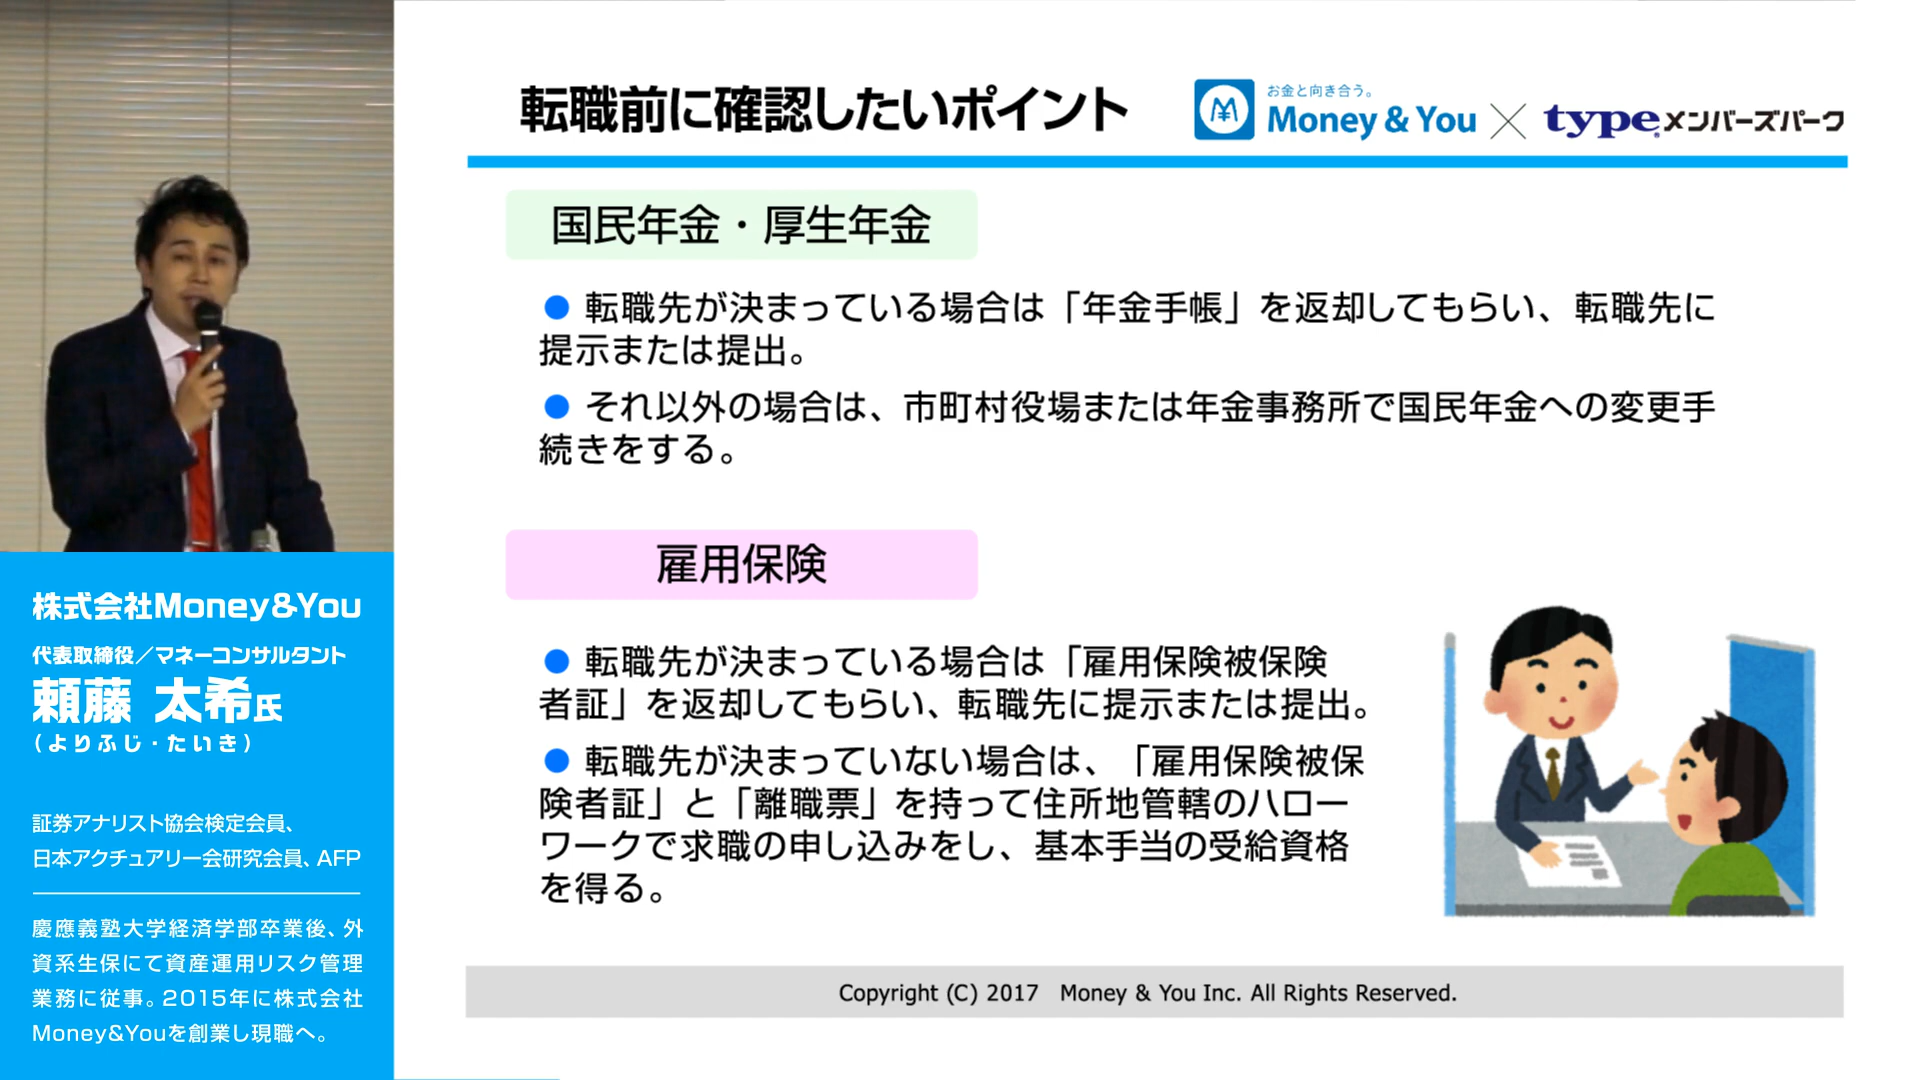 転職前に確認したいポイント
お金と向き合う。
Money & You × typeメンバーズパーク
国民年金・厚生年金
● 転職先が決まっている場合は「年金手帳」を返却してもらい、転職先に
提示または提出。
● それ以外の場合は、市町村役場または年金事務所で国民年金への変更手
続きをする。
雇用保険
● 転職先が決まっている場合は「雇用保険被保険
者証」を返却してもらい、転職先に提示または提出。
● 転職先が決まっていない場合は、「雇用保険被保
険者証」と「離職票」を持って住所地管轄のハロー
ワークで求職の申し込みをし、基本手当の受給資格
を得る。
Copyright (C) 2017 Money & You Inc. All Rights Reserved.
株式会社Money&You
代表取締役／マネーコンサルタント
頼藤 太希氏
（よりふじ・たいき）
証券アナリスト協会検定会員、
日本アクチュアリー会研究会員、AFP
慶應義塾大学経済学部卒業後、外
資系生保にて資産運用リスク管理
業務に従事。2015年に株式会社
Money&Youを創業し現職へ。